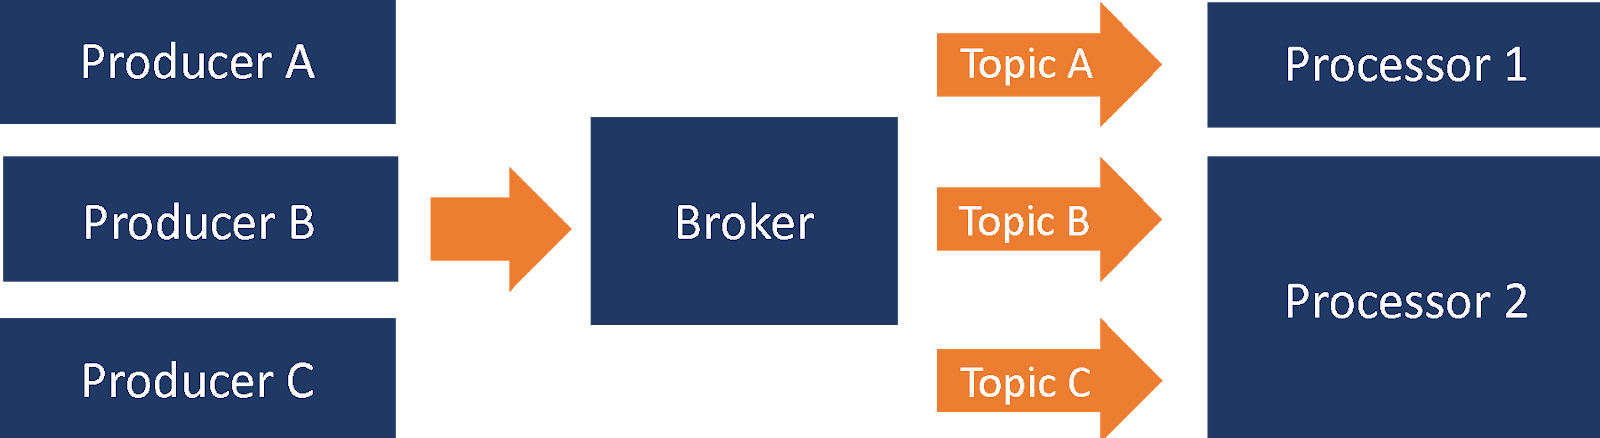 Producer A
Topic A
Processor 1
Producer B
Broker
Topic B
Processor 2
Producer C
Topic C